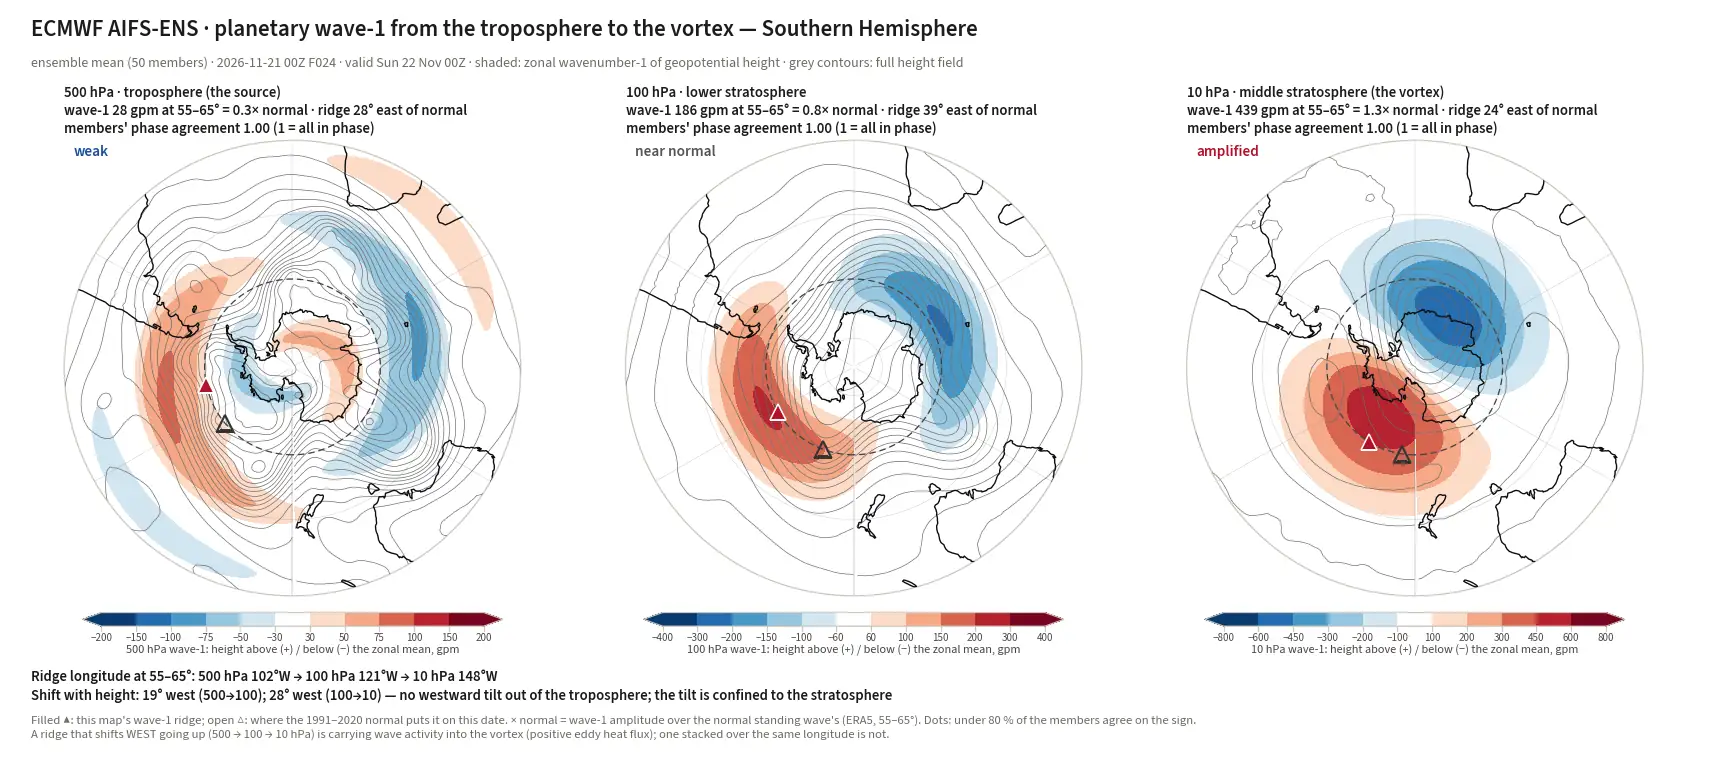 ECMWF AIFS-ENS · planetary wave-1 from the troposphere to the vortex — Southern Hemisphere
ensemble mean (50 members) · 2026-11-21 00Z F024 · valid Sun 22 Nov 00Z · shaded: zonal wavenumber-1 of geopotential height · grey contours: full height field
500 hPa · troposphere (the source)
wave-1 28 gpm at 55–65° = 0.3× normal · ridge 28° east of normal
members' phase agreement 1.00 (1 = all in phase)
weak
100 hPa · lower stratosphere
wave-1 186 gpm at 55–65° = 0.8× normal · ridge 39° east of normal
members' phase agreement 1.00 (1 = all in phase)
near normal
10 hPa · middle stratosphere (the vortex)
wave-1 439 gpm at 55–65° = 1.3× normal · ridge 24° east of normal
members' phase agreement 1.00 (1 = all in phase)
amplified
−200 −150 −100 −75 −50 −30 30 50 75 100 150 200
500 hPa wave-1: height above (+) / below (−) the zonal mean, gpm
−400 −300 −200 −150 −100 −60 60 100 150 200 300 400
100 hPa wave-1: height above (+) / below (−) the zonal mean, gpm
−800 −600 −450 −300 −200 −100 100 200 300 450 600 800
10 hPa wave-1: height above (+) / below (−) the zonal mean, gpm
Ridge longitude at 55–65°: 500 hPa 102°W → 100 hPa 121°W → 10 hPa 148°W
Shift with height: 19° west (500→100); 28° west (100→10) — no westward tilt out of the troposphere; the tilt is confined to the stratosphere
Filled ▲: this map's wave-1 ridge; open △: where the 1991–2020 normal puts it on this date. × normal = wave-1 amplitude over the normal standing wave's (ERA5, 55–65°). Dots: under 80 % of the members agree on the sign.
A ridge that shifts WEST going up (500 → 100 → 10 hPa) is carrying wave activity into the vortex (positive eddy heat flux); one stacked over the same longitude is not.